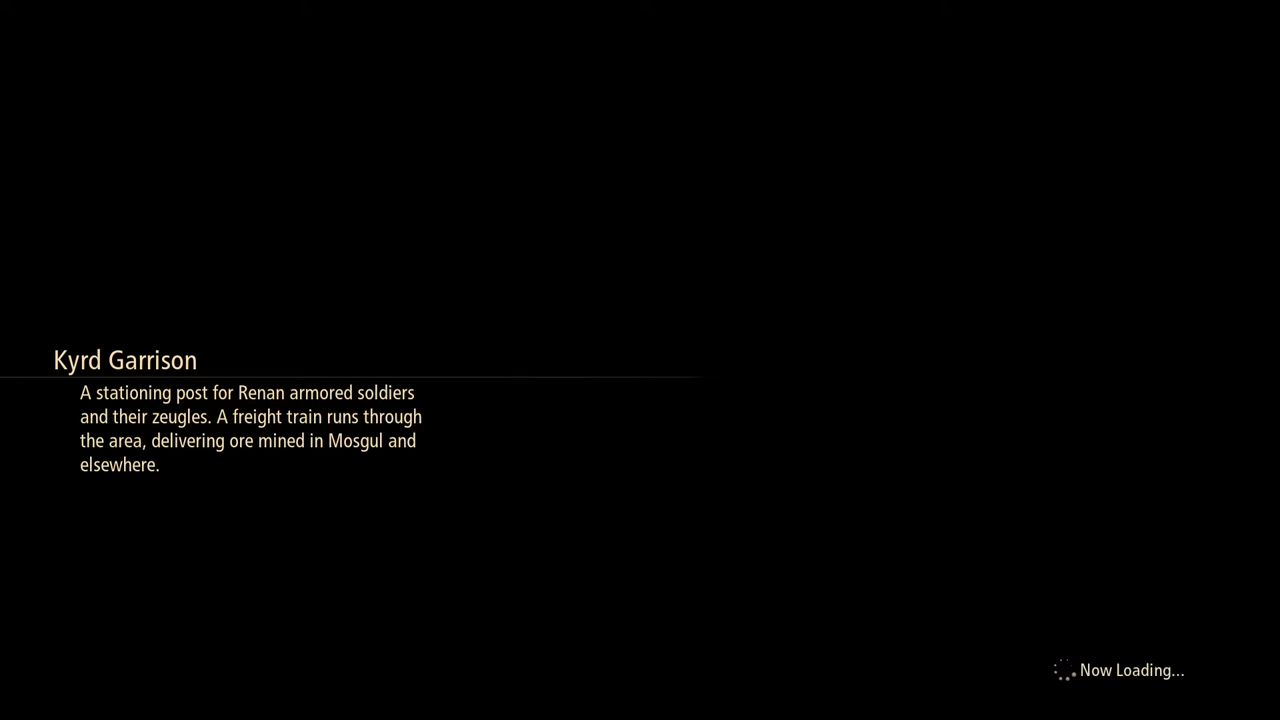 Kyrd Garrison
A stationing post for Renan armored soldiers
and their zeugles. A freight train runs through
the area, delivering ore mined in Mosgul and
elsewhere.
Now Loading...